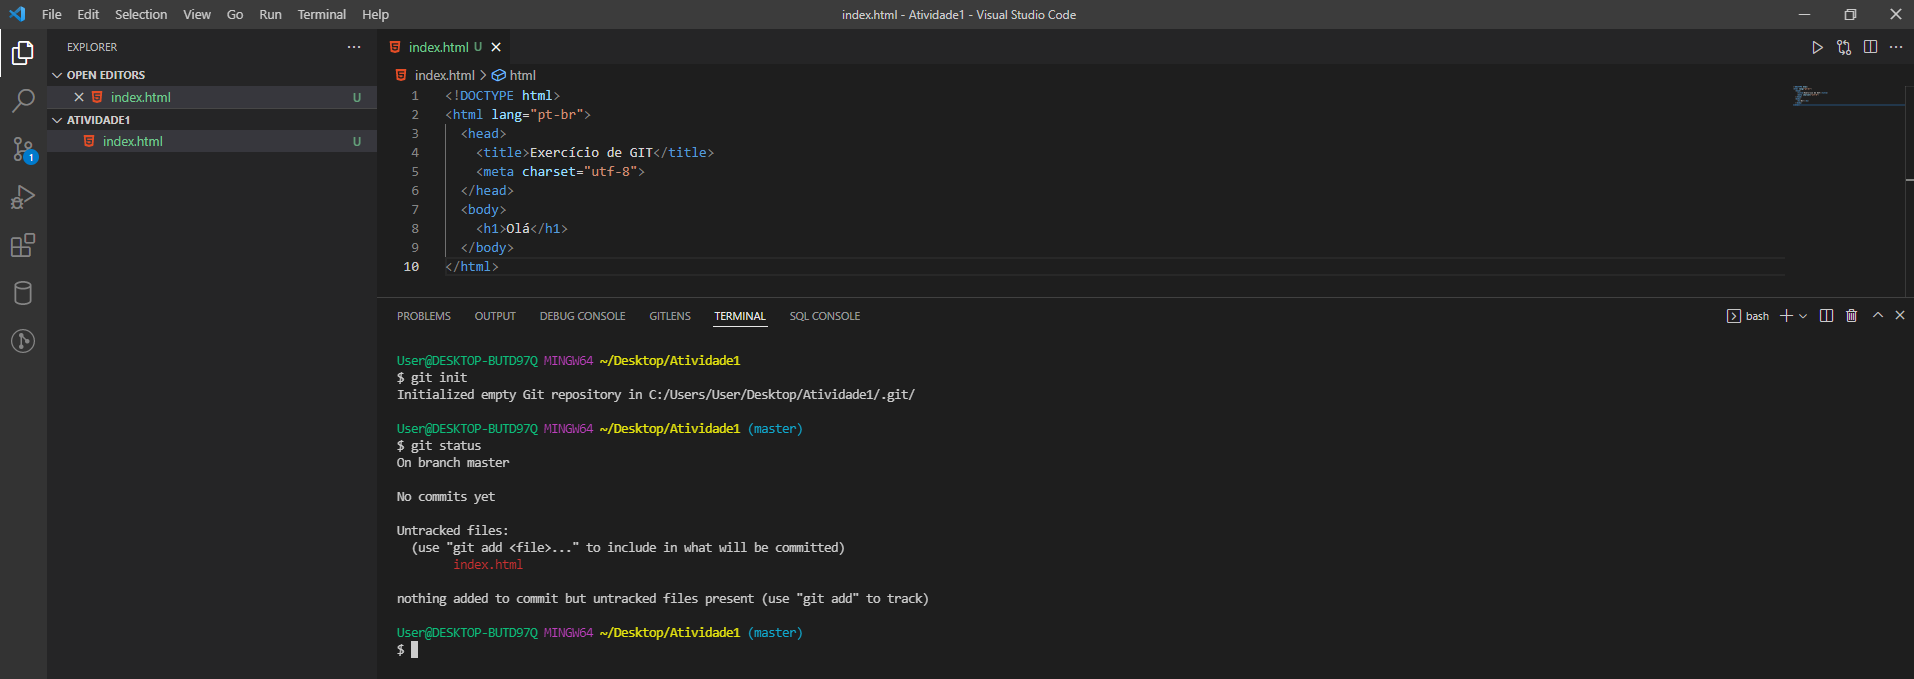 File Edit Selection View Go Run Terminal Help
index.html - Atividade1 - Visual Studio Code
EXPLORER
OPEN EDITORS
index.html U
ATIVIDADE1
index.html U
1
index.html U
index.html > html
1 <!DOCTYPE html>
2 <html lang="pt-br">
3 <head>
4 <title>Exercício de GIT</title>
5 <meta charset="utf-8">
6 </head>
7 <body>
8 <h1>Olá</h1>
9 </body>
10 </html>
PROBLEMS OUTPUT DEBUG CONSOLE GITLENS TERMINAL SQL CONSOLE
bash
User@DESKTOP-BUTD97Q MINGW64 ~/Desktop/Atividade1
$ git init
Initialized empty Git repository in C:/Users/User/Desktop/Atividade1/.git/
User@DESKTOP-BUTD97Q MINGW64 ~/Desktop/Atividade1 (master)
$ git status
On branch master
No commits yet
Untracked files:
(use "git add <file>..." to include in what will be committed)
index.html
nothing added to commit but untracked files present (use "git add" to track)
User@DESKTOP-BUTD97Q MINGW64 ~/Desktop/Atividade1 (master)
$